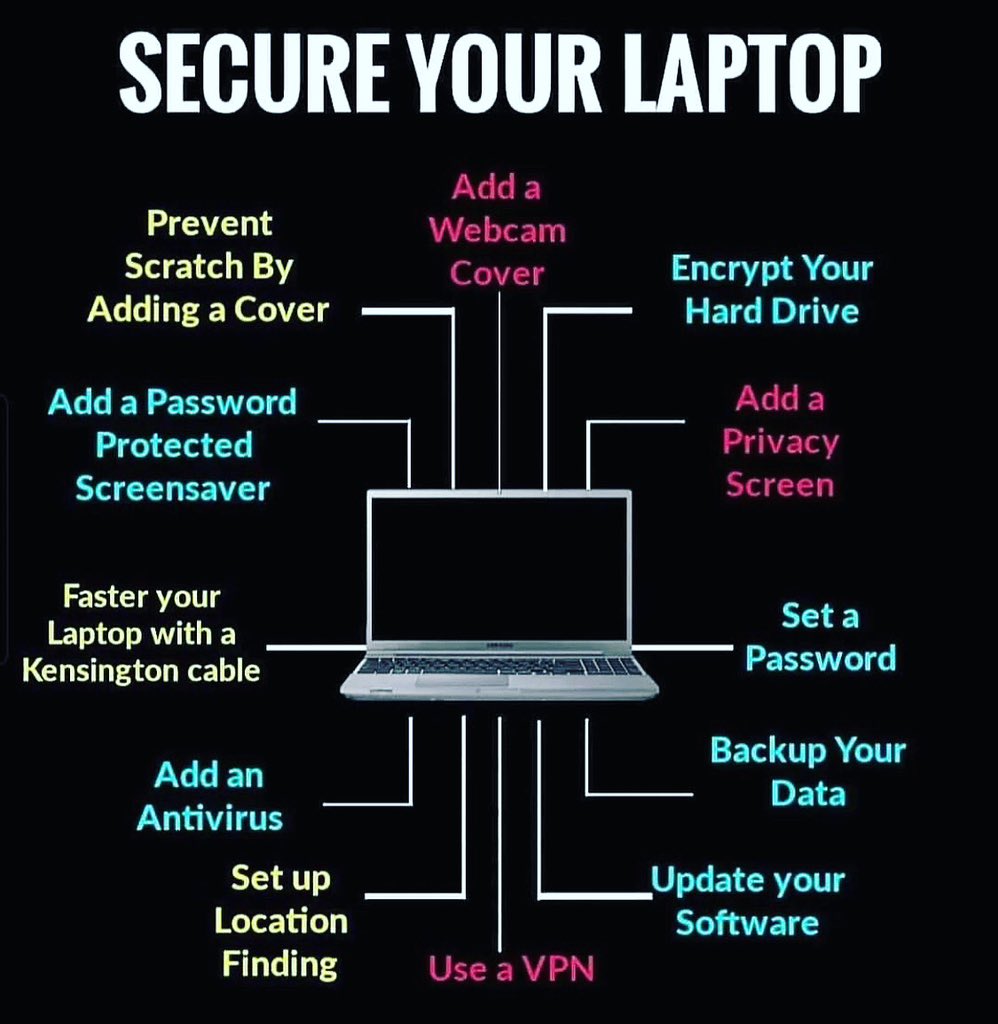 SECURE YOUR LAPTOP
Add a
Webcam
Cover
Prevent
Scratch By
Adding a Cover
Encrypt Your
Hard Drive
Add a Password
Protected
Screensaver
Add a
Privacy
Screen
Faster your
Laptop with a
Kensington cable
Set a
Password
Add an
Antivirus
Backup Your
Data
Set up
Location
Finding
Update your
Software
Use a VPN